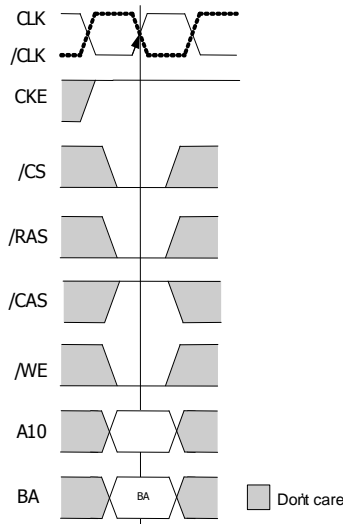 CLK
/CLK
CKE
/CS
/RAS
/CAS
/WE
A10
BA
BA
Don't care